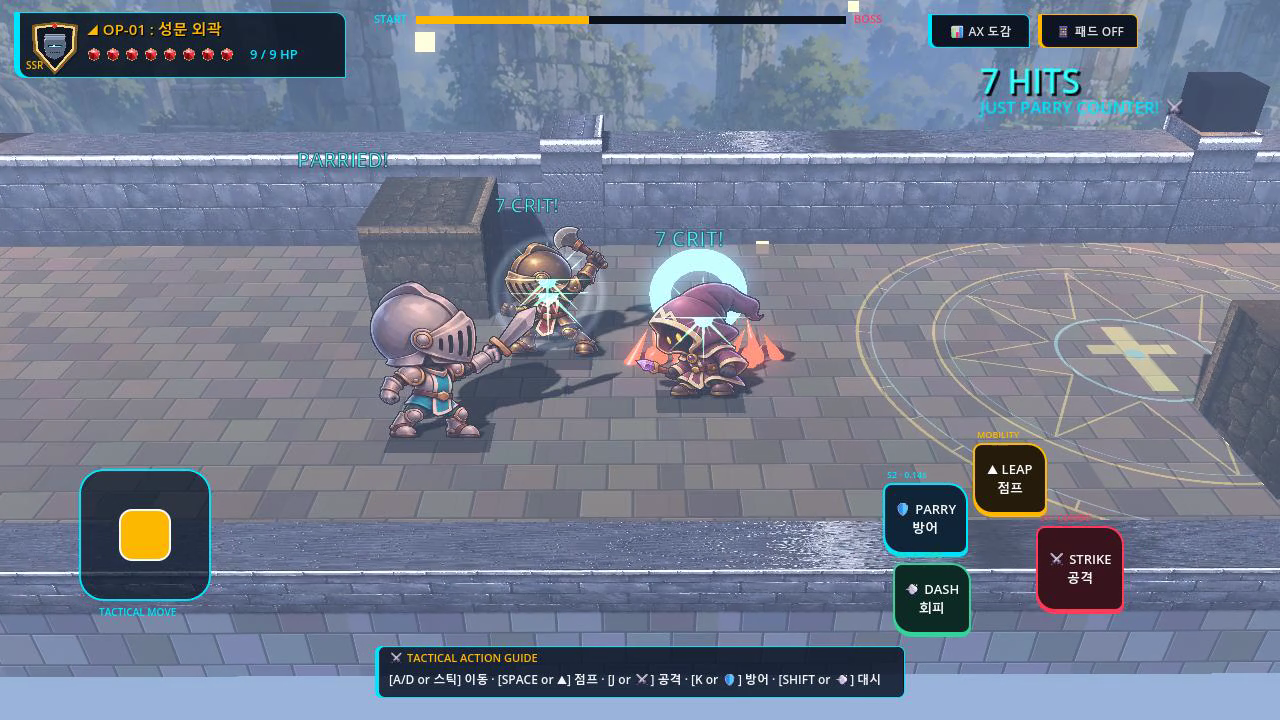 OP-01 : 성문 외곽
9 / 9 HP
SSR
START
BOSS
AX 도감
패드 OFF
7 HITS
JUST PARRY COUNTER!
PARRIED!
7 CRIT!
7 CRIT!
MOBILITY
▲ LEAP
점프
S2 · 0.14s
PARRY
방어
STRIKE
공격
DASH
회피
TACTICAL MOVE
TACTICAL ACTION GUIDE
[A/D or 스틱] 이동 · [SPACE or ▲] 점프 · [J or ⚔] 공격 · [K or 🛡] 방어 · [SHIFT or 💨] 대시